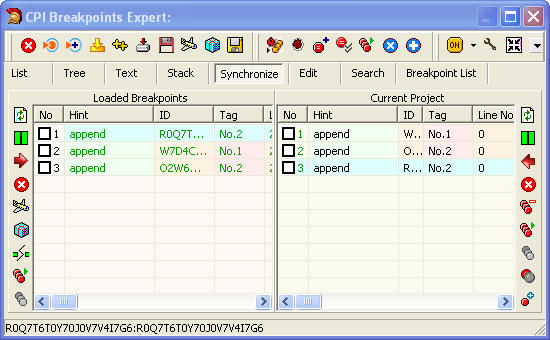 CPI Breakpoints Expert:
ON
List Tree Text Stack Synchronize Edit Search Breakpoint List
Loaded Breakpoints
No Hint ID Tag L
1 append R0Q7T... No.2 2
2 append W7D4C... No.1
3 append O2W6... No.2 2
Current Project
No Hint ID Tag Line No
1 append W... No.1 0
2 append O... No.2 0
3 append R... No.2 0
R0Q7T6T0Y70J0V7V4I7G6:R0Q7T6T0Y70J0V7V4I7G6